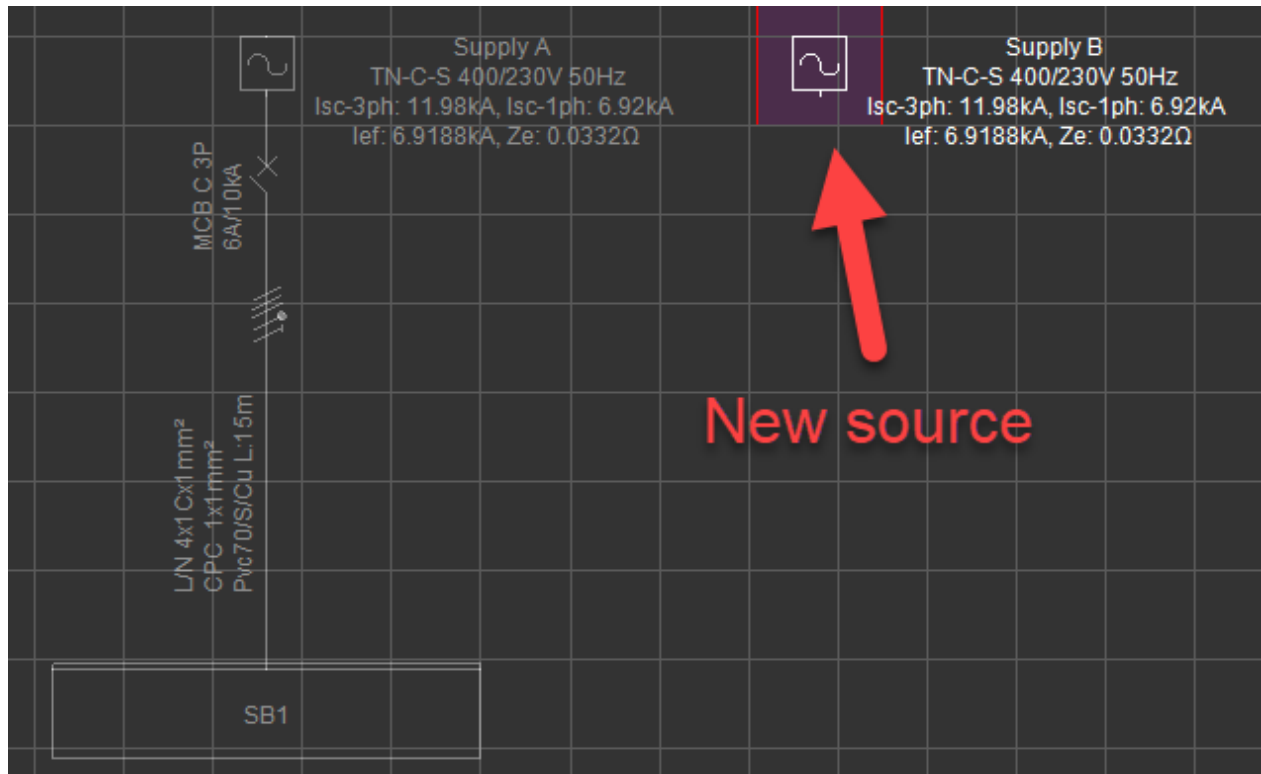 Supply A
TN-C-S 400/230V 50Hz
Isc-3ph: 11.98kA, Isc-1ph: 6.92kA
Ief: 6.9188kA, Ze: 0.0332Ω
Supply B
TN-C-S 400/230V 50Hz
Isc-3ph: 11.98kA, Isc-1ph: 6.92kA
Ief: 6.9188kA, Ze: 0.0332Ω
MCB C 3P
6A/10kA
New source
L/N 4x1Cx1mm²
CPC 1x1mm²
Pvc70/S/Cu L:15m
SB1